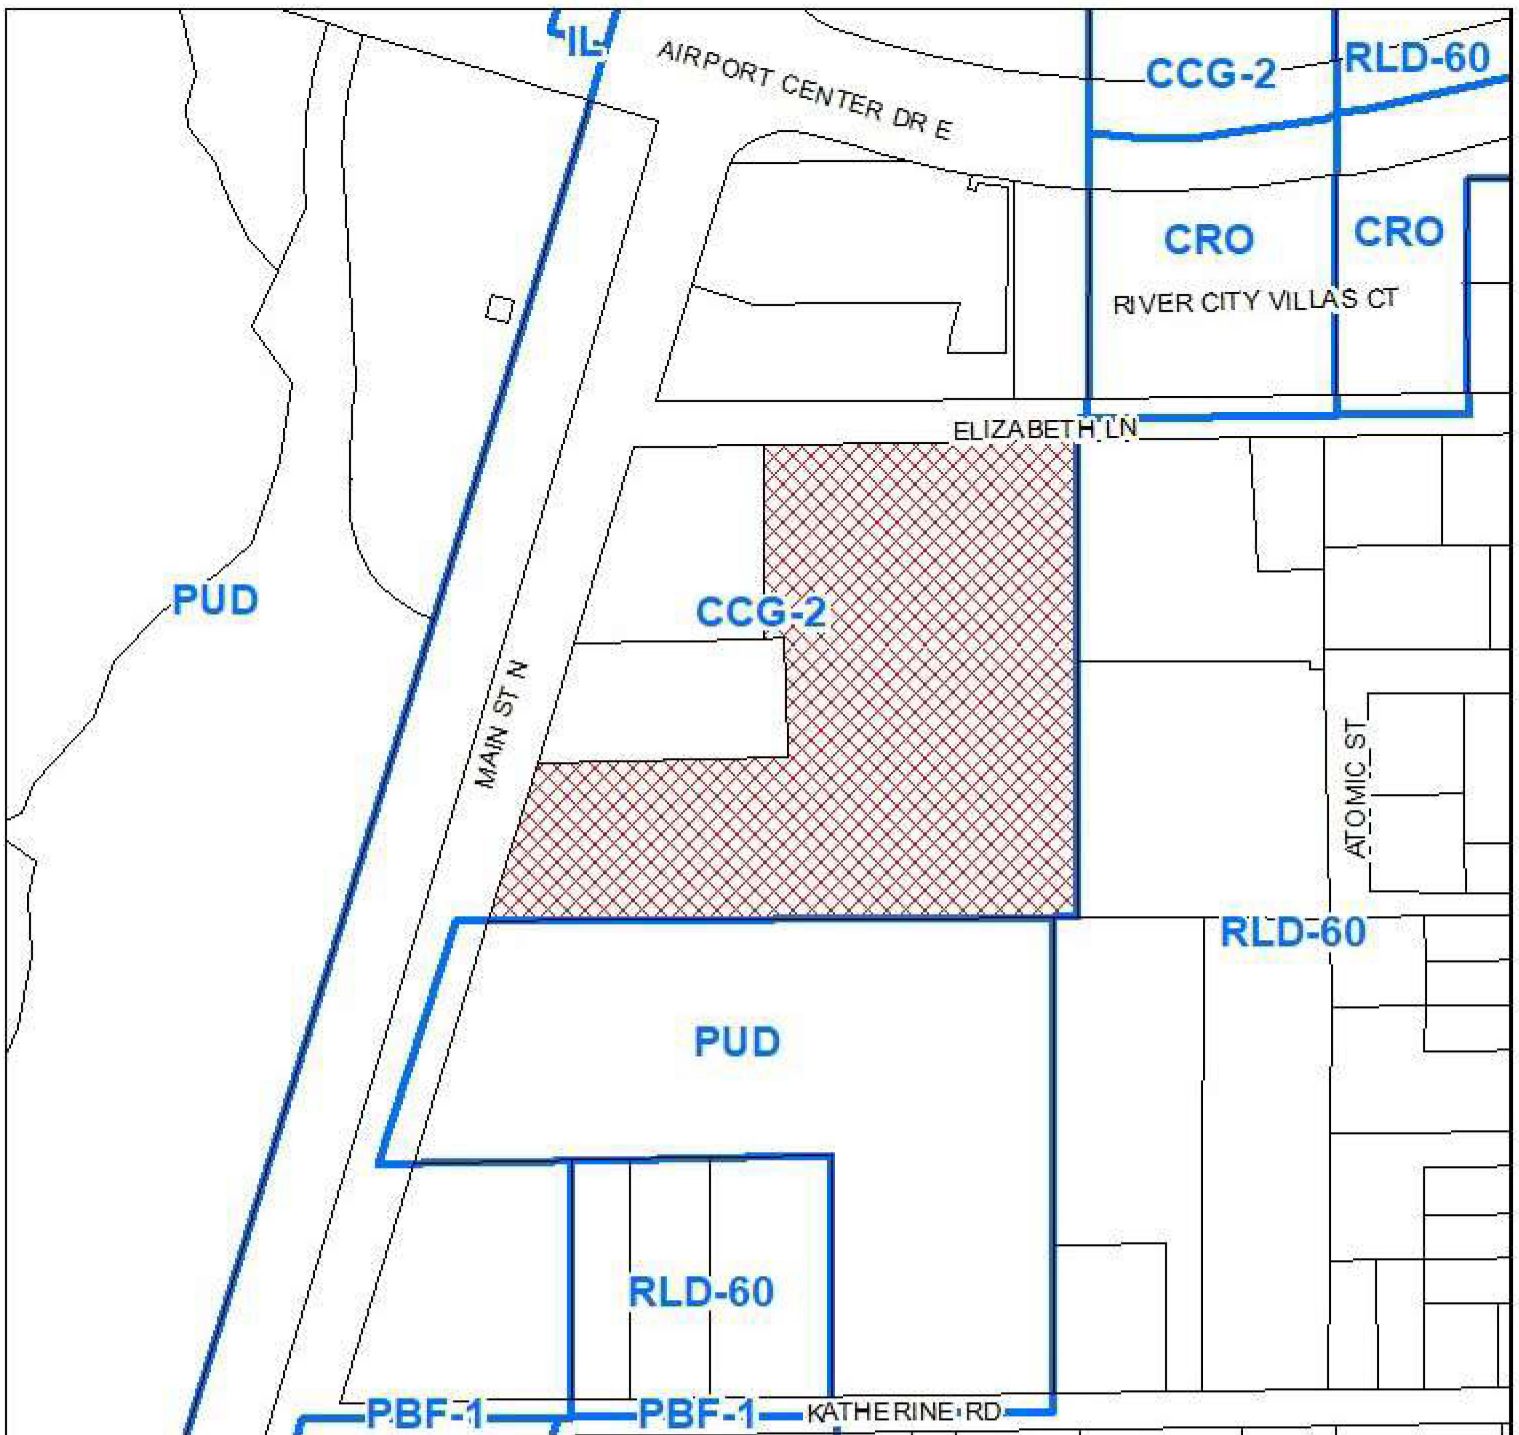 IL
AIRPORT CENTER DR E
CCG-2
RLD-60
CRO
CRO
RIVER CITY VILLAS CT
ELIZABETH LN
PUD
CCG-2
MAIN ST N
ATOMIC ST
RLD-60
PUD
RLD-60
PBF-1
PBF-1
KATHERINE RD